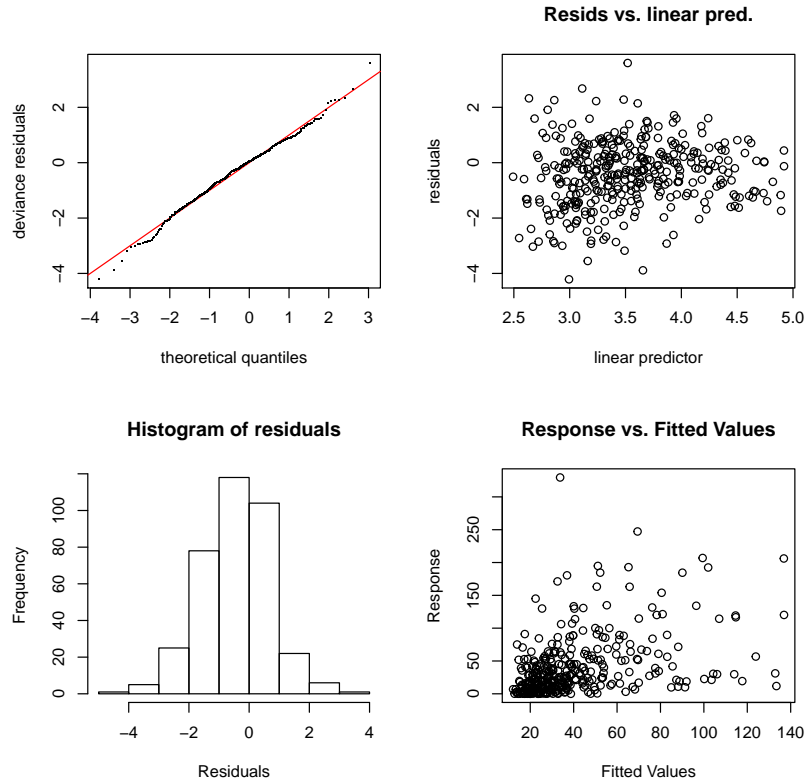 Resids vs. linear pred.
deviance residuals
2
0
−2
−4
−4 −3 −2 −1 0 1 2 3
theoretical quantiles
residuals
2
0
−2
−4
2.5 3.0 3.5 4.0 4.5 5.0
linear predictor
Histogram of residuals
Frequency
100
80
60
40
20
0
−4 −2 0 2 4
Residuals
Response vs. Fitted Values
Response
250
150
50
0
20 40 60 80 100 120 140
Fitted Values